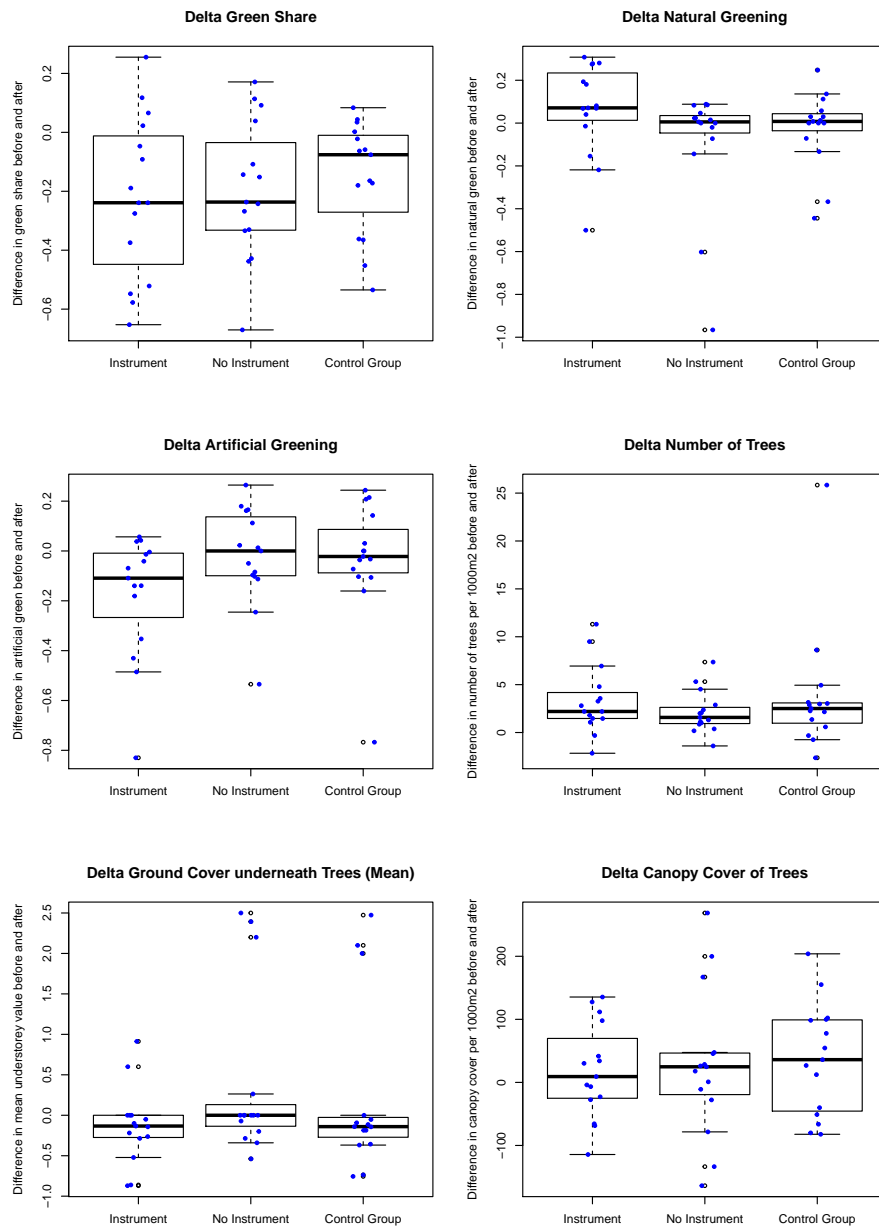 Delta Green Share
Difference in green share before and after
0.2
0.0
−0.2
−0.4
−0.6
Instrument
No Instrument
Control Group
Delta Natural Greening
Difference in natural green before and after
0.2
0.0
−0.2
−0.4
−0.6
−0.8
−1.0
Instrument
No Instrument
Control Group
Delta Artificial Greening
Difference in artificial green before and after
0.2
0.0
−0.2
−0.4
−0.6
−0.8
Instrument
No Instrument
Control Group
Delta Number of Trees
Difference in number of trees per 1000m2 before and after
25
20
15
10
5
0
Instrument
No Instrument
Control Group
Delta Ground Cover underneath Trees (Mean)
Difference in mean understorey value before and after
2.5
2.0
1.5
1.0
0.5
−0.0
−0.5
−1.0
Instrument
No Instrument
Control Group
Delta Canopy Cover of Trees
Difference in canopy cover per 1000m2 before and after
200
100
0
−100
Instrument
No Instrument
Control Group